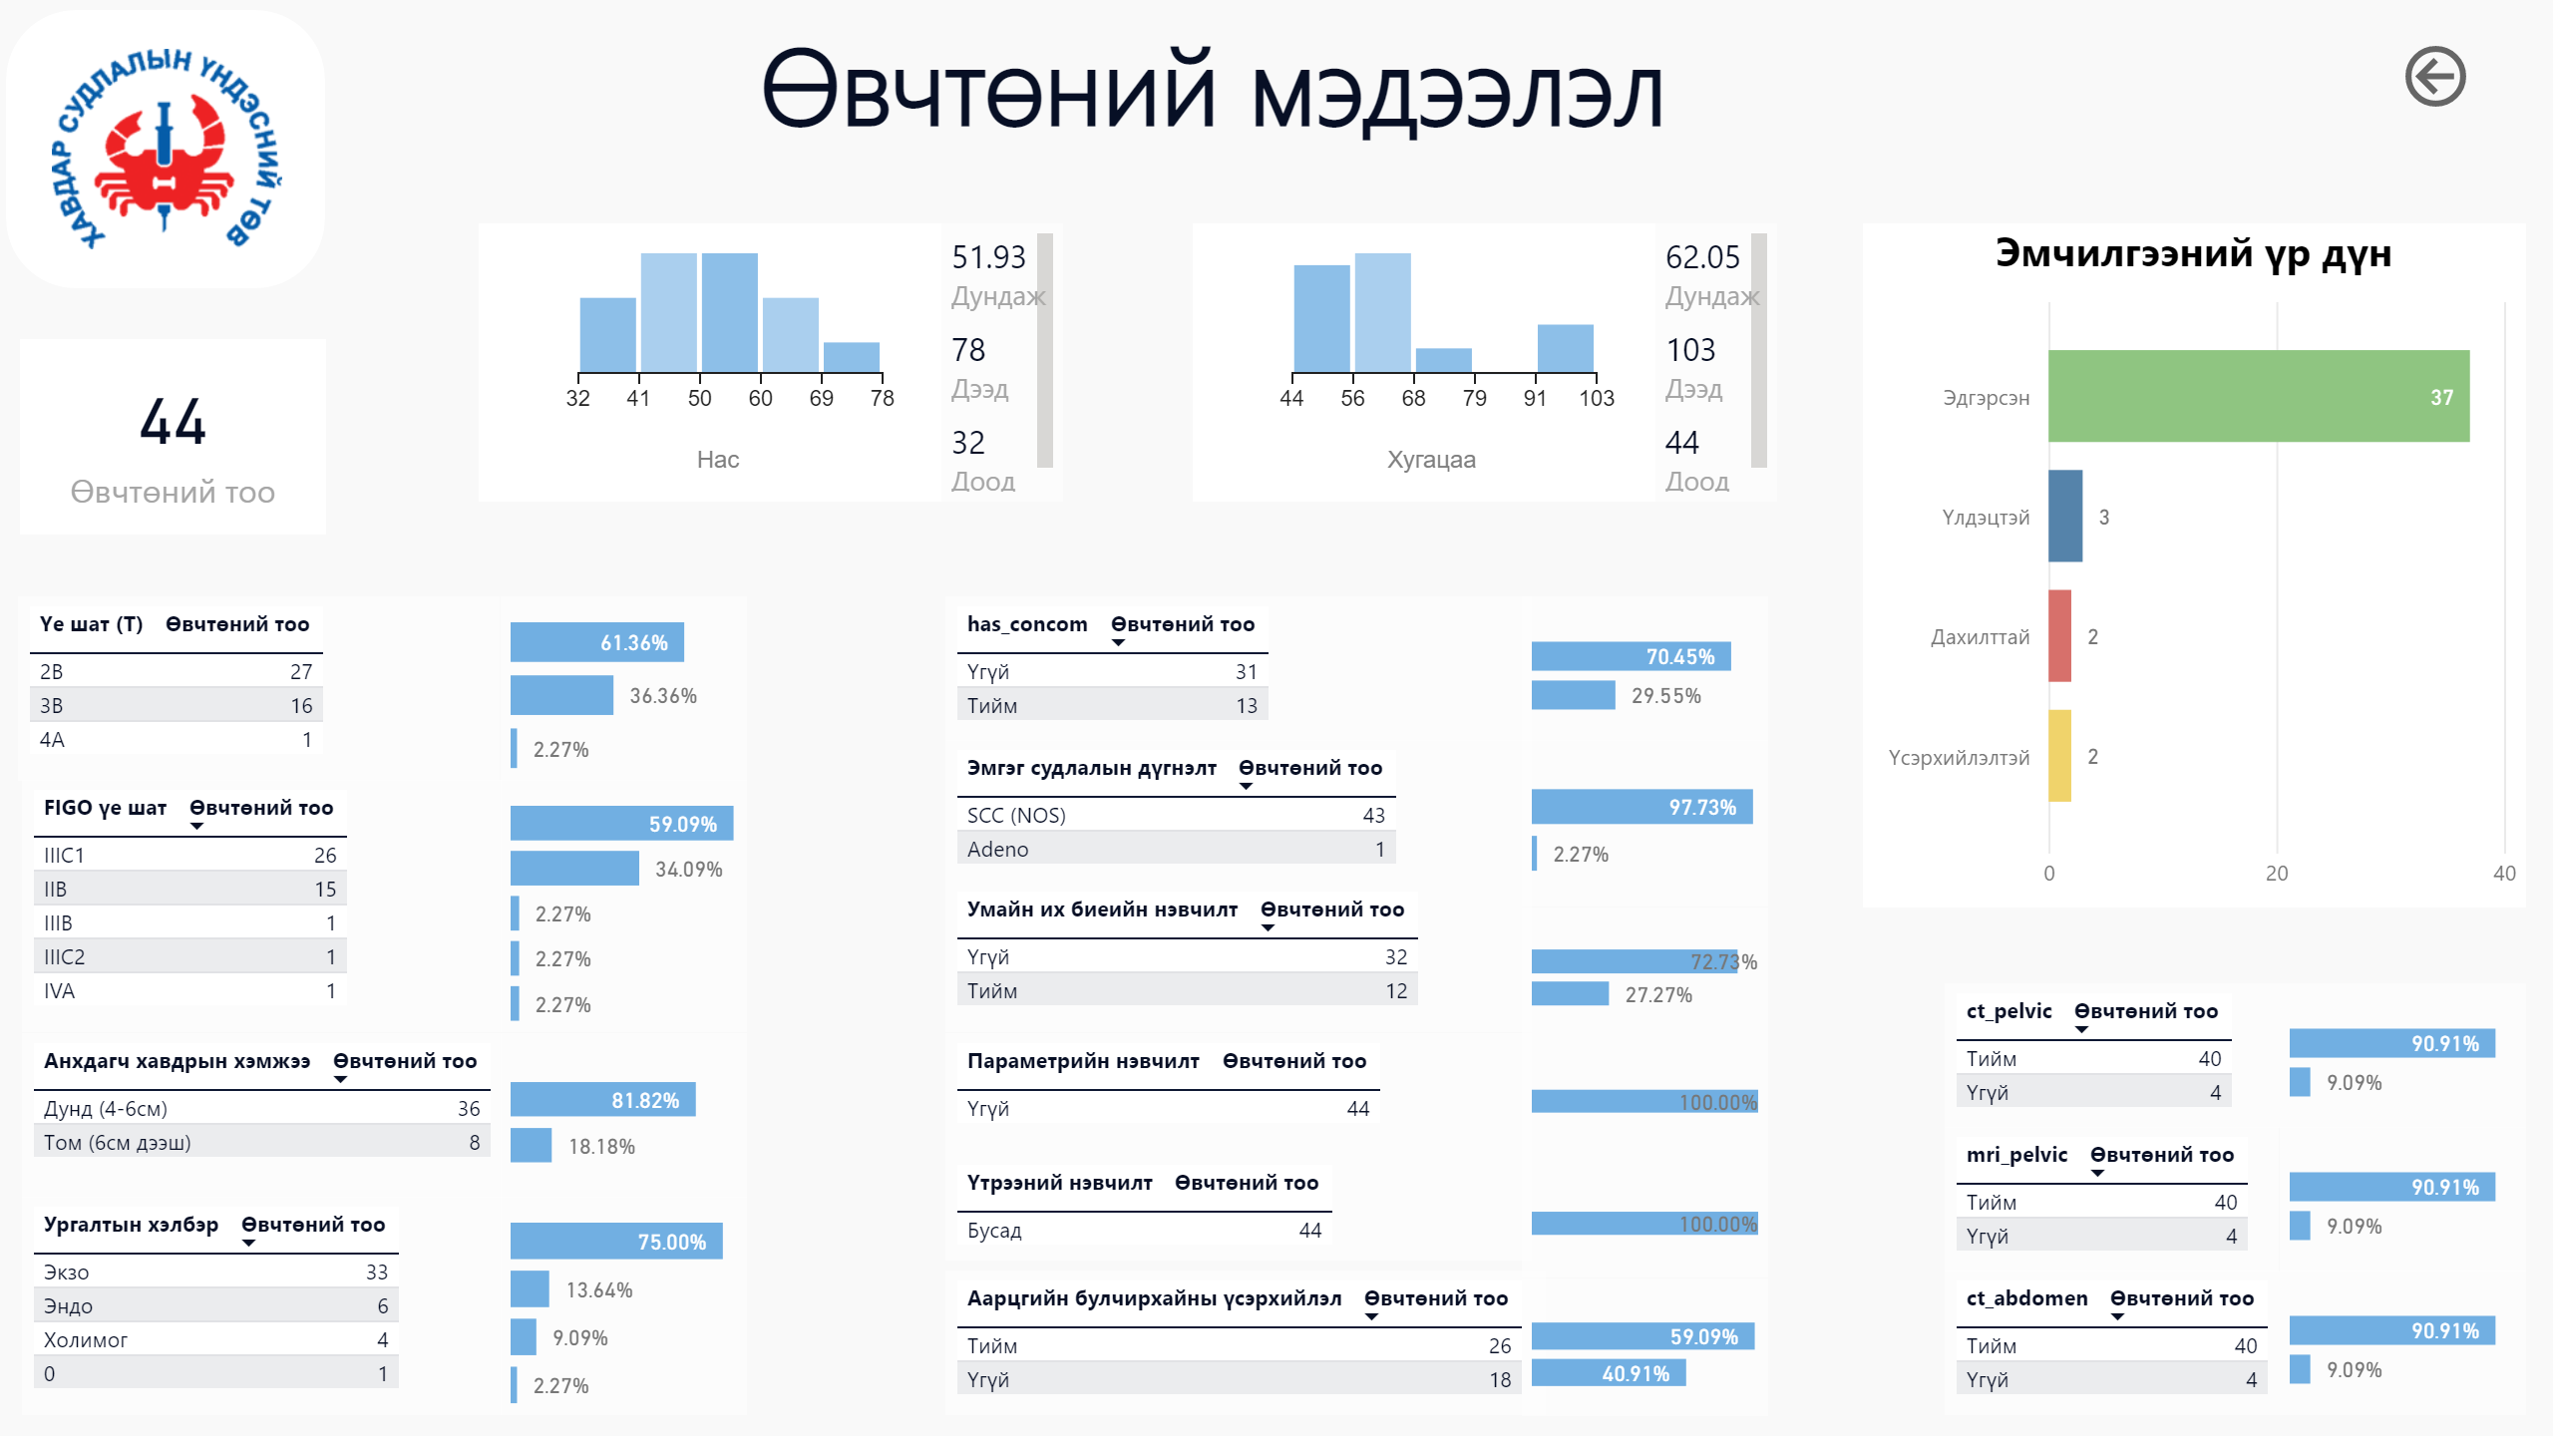 ХАВДАР СУДЛАЛЫН ҮНДЭСНИЙ ТӨВ
Өвчтөний мэдээлэл
44
Өвчтөний тоо
32 41 50 60 69 78
Нас
51.93
Дундаж
78
Дээд
32
Доод
44 56 68 79 91 103
Хугацаа
62.05
Дундаж
103
Дээд
44
Доод
Эмчилгээний үр дүн
Эдгэрсэн 37
Үлдэцтэй 3
Дахилттай 2
Үсэрхийлэлтэй 2
0 20 40
Үе шат (Т) Өвчтөний тоо
2B 27 61.36%
3B 16 36.36%
4A 1 2.27%
FIGO үе шат Өвчтөний тоо
IIIC1 26 59.09%
IIB 15 34.09%
IIIB 1 2.27%
IIIC2 1 2.27%
IVA 1 2.27%
Анхдагч хавдрын хэмжээ Өвчтөний тоо
Дунд (4-6см) 36 81.82%
Том (6см дээш) 8 18.18%
Ургалтын хэлбэр Өвчтөний тоо
Экзо 33 75.00%
Эндо 6 13.64%
Холимог 4 9.09%
0 1 2.27%
has_concom Өвчтөний тоо
Үгүй 31 70.45%
Тийм 13 29.55%
Эмгэг судлалын дүгнэлт Өвчтөний тоо
SCC (NOS) 43 97.73%
Adeno 1 2.27%
Умайн их биеийн нэвчилт Өвчтөний тоо
Үгүй 32 72.73%
Тийм 12 27.27%
Параметрийн нэвчилт Өвчтөний тоо
Үгүй 44 100.00%
Үтрээний нэвчилт Өвчтөний тоо
Бусад 44 100.00%
Аарцгийн булчирхайны үсэрхийлэл Өвчтөний тоо
Тийм 26 59.09%
Үгүй 18 40.91%
ct_pelvic Өвчтөний тоо
Тийм 40 90.91%
Үгүй 4 9.09%
mri_pelvic Өвчтөний тоо
Тийм 40 90.91%
Үгүй 4 9.09%
ct_abdomen Өвчтөний тоо
Тийм 40 90.91%
Үгүй 4 9.09%